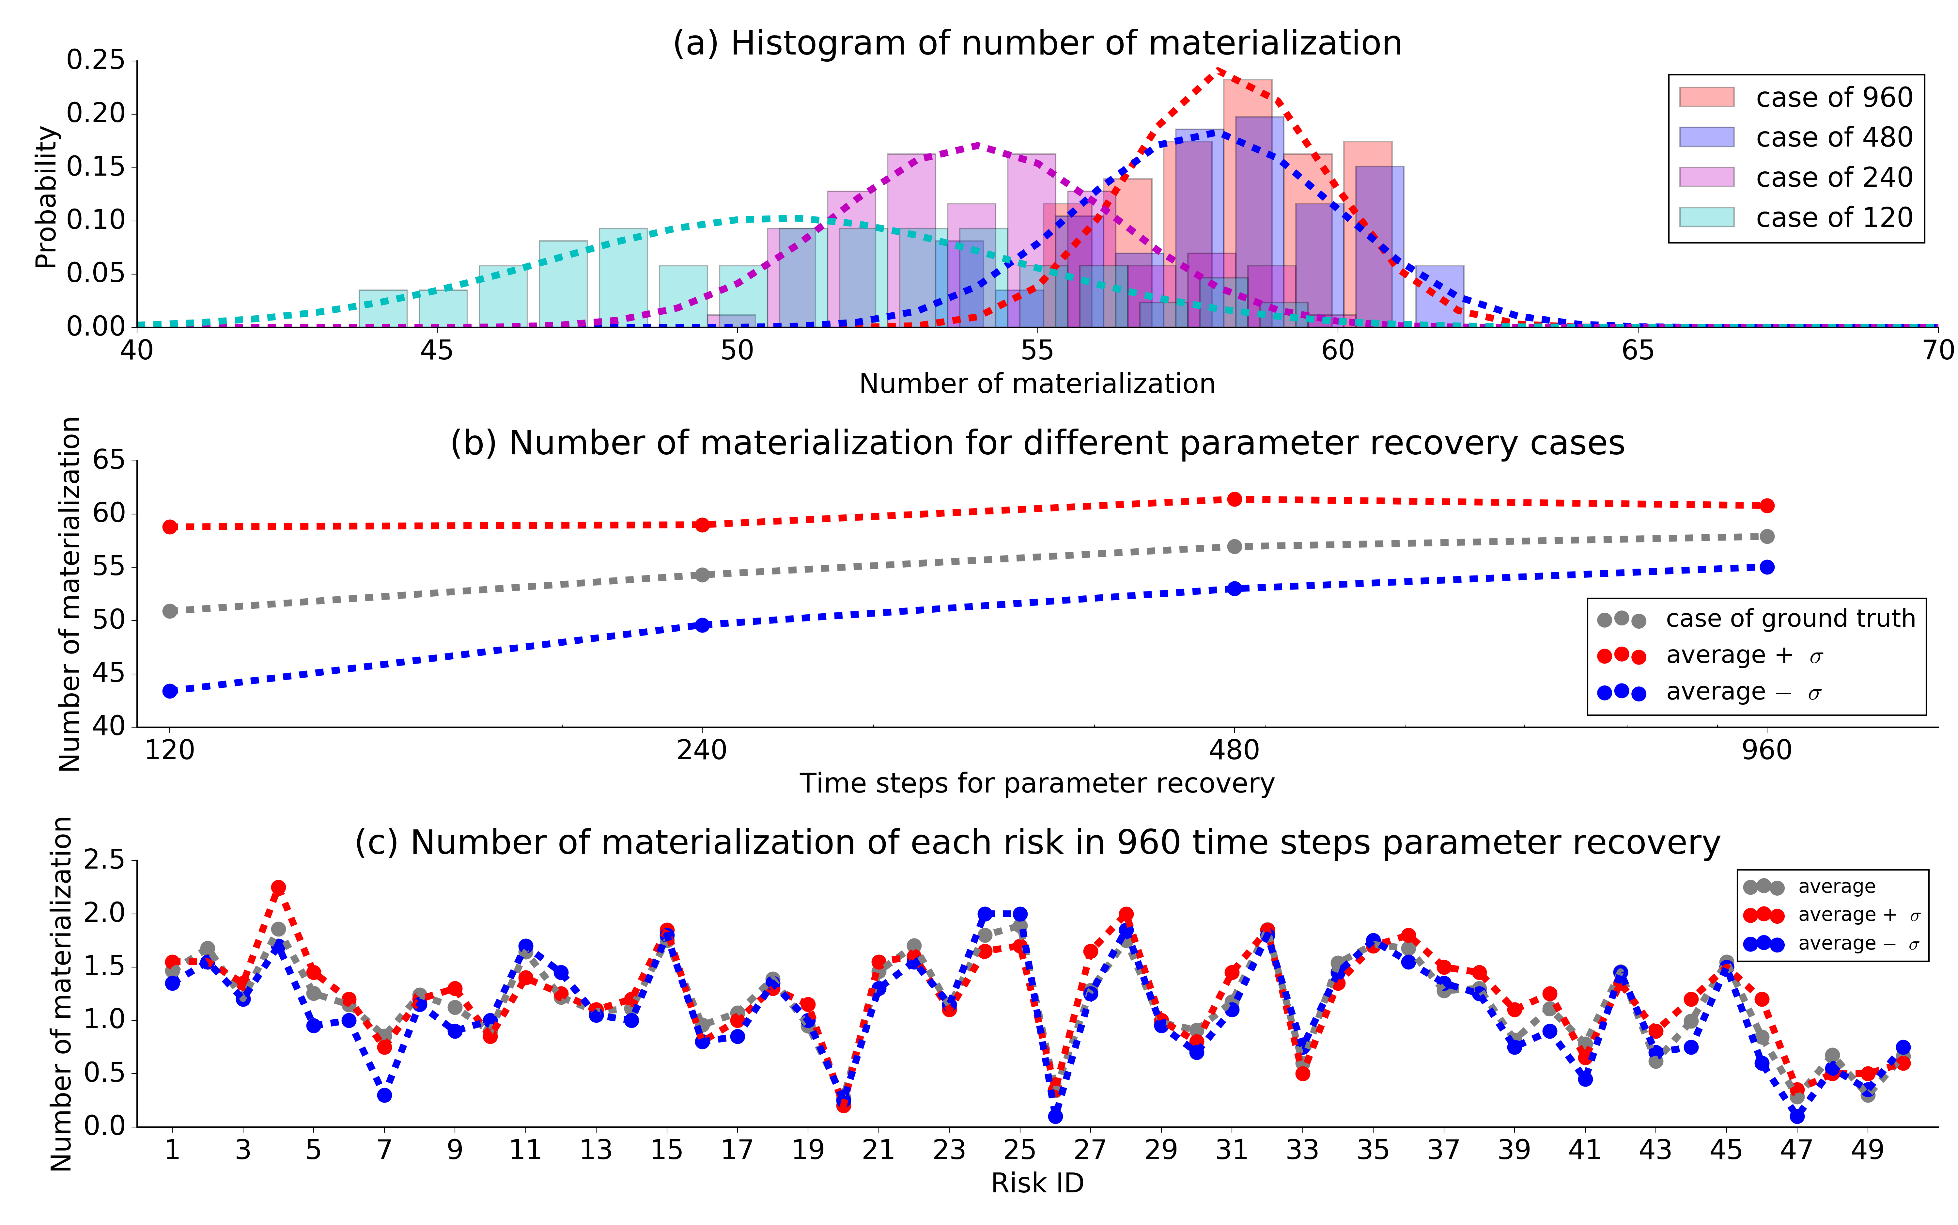 (a) Histogram of number of materialization
Probability
0.25
0.20
0.15
0.10
0.05
0.00
40 45 50 55 60 65 70
Number of materialization
case of 960
case of 480
case of 240
case of 120
(b) Number of materialization for different parameter recovery cases
Number of materialization
65
60
55
50
45
40
120 240 480 960
Time steps for parameter recovery
case of ground truth
average + σ
average − σ
(c) Number of materialization of each risk in 960 time steps parameter recovery
Number of materialization
2.5
2.0
1.5
1.0
0.5
0.0
1 3 5 7 9 11 13 15 17 19 21 23 25 27 29 31 33 35 37 39 41 43 45 47 49
Risk ID
average
average + σ
average − σ